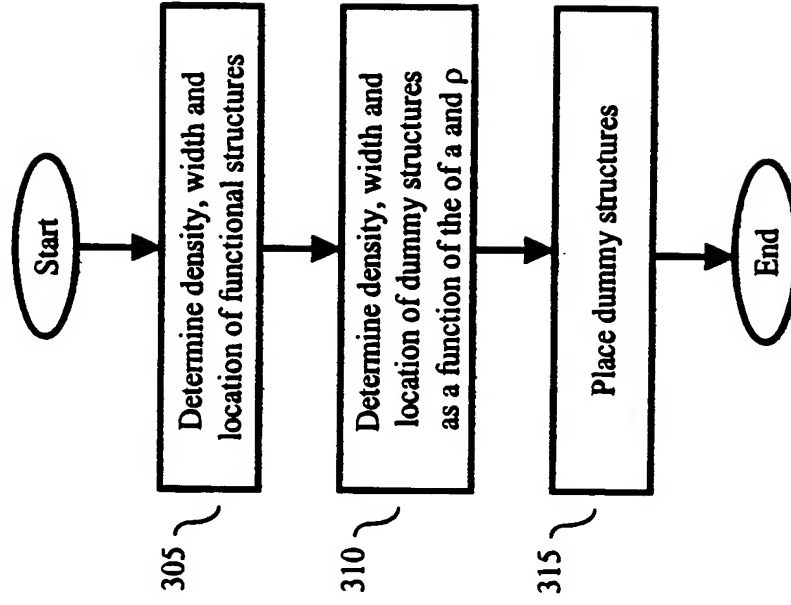 Start
305
Determine density, width and
location of functional structures
310
Determine density, width and
location of dummy structures
as a function of the of a and ρ
315
Place dummy structures
End